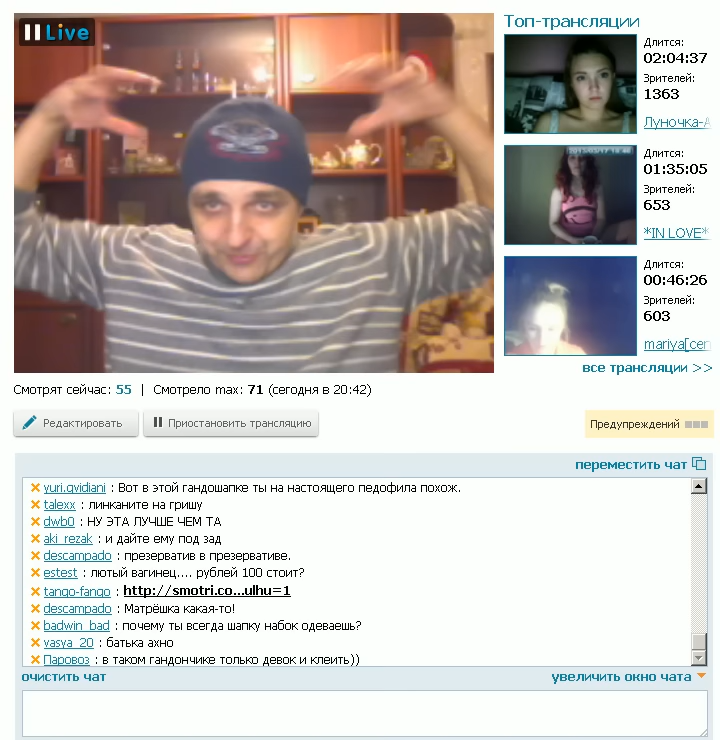 Live
Топ-трансляции
Длится:
02:04:37
Зрителей:
1363
Луночка-
Длится:
01:35:05
Зрителей:
653
*IN LOVE*
Длится:
00:46:26
Зрителей:
603
mariya[cen
все трансляции >>
Смотрят сейчас: 55 | Смотрело max: 71 (сегодня в 20:42)
Редактировать
Приостановить трансляцию
Предупреждений
переместить чат
yuri.gvidiani : Вот в этой гандошапке ты на настоящего педофила похож.
talexx : линканите на гришу
dwb0 : НУ ЭТА ЛУЧШЕ ЧЕМ ТА
aki_rezak : и дайте ему под зад
descampado : презерватив в презервативе.
estest : лютый вагинец.... рублей 100 стоит?
tango-fango : http://smotri.co...ulhu=1
descampado : Матрёшка какая-то!
badwin_bad : почему ты всегда шапку набок одеваешь?
vasya_20 : батька ахно
Паровоз : в таком гандончике только девок и клеить))
очистить чат
увеличить окно чата